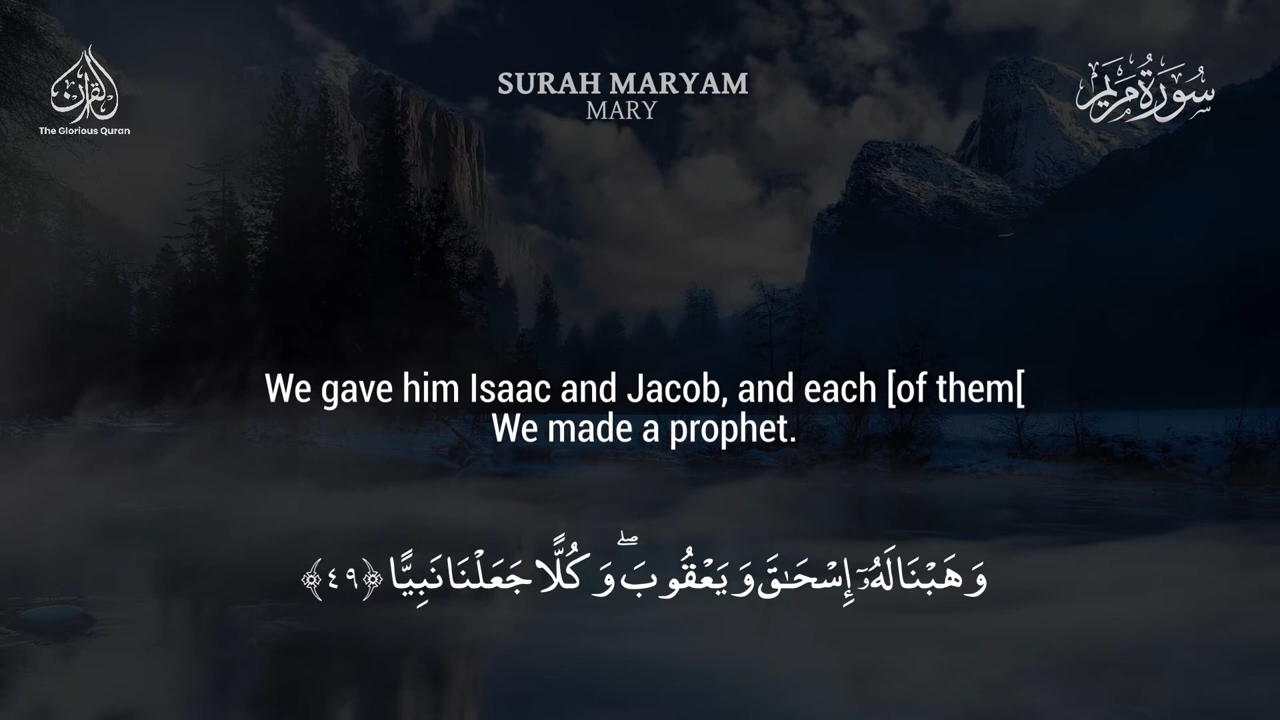 القرآن
The Glorious Quran
SURAH MARYAM
MARY
سُورَةُ مَرْيَم
We gave him Isaac and Jacob, and each [of them[
We made a prophet.
وَهَبْنَا لَهُۥٓ إِسْحَـٰقَ وَيَعْقُوبَ ۖ وَكُلًّا جَعَلْنَا نَبِيًّا ﴿٤٩﴾